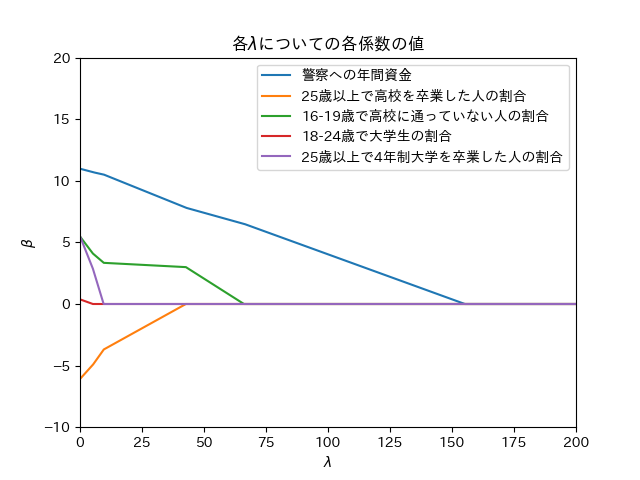 各λについての各係数の値
20
15
10
5
0
−5
−10
β
警察への年間資金
25歳以上で高校を卒業した人の割合
16-19歳で高校に通っていない人の割合
18-24歳で大学生の割合
25歳以上で4年制大学を卒業した人の割合
0 25 50 75 100 125 150 175 200
λ